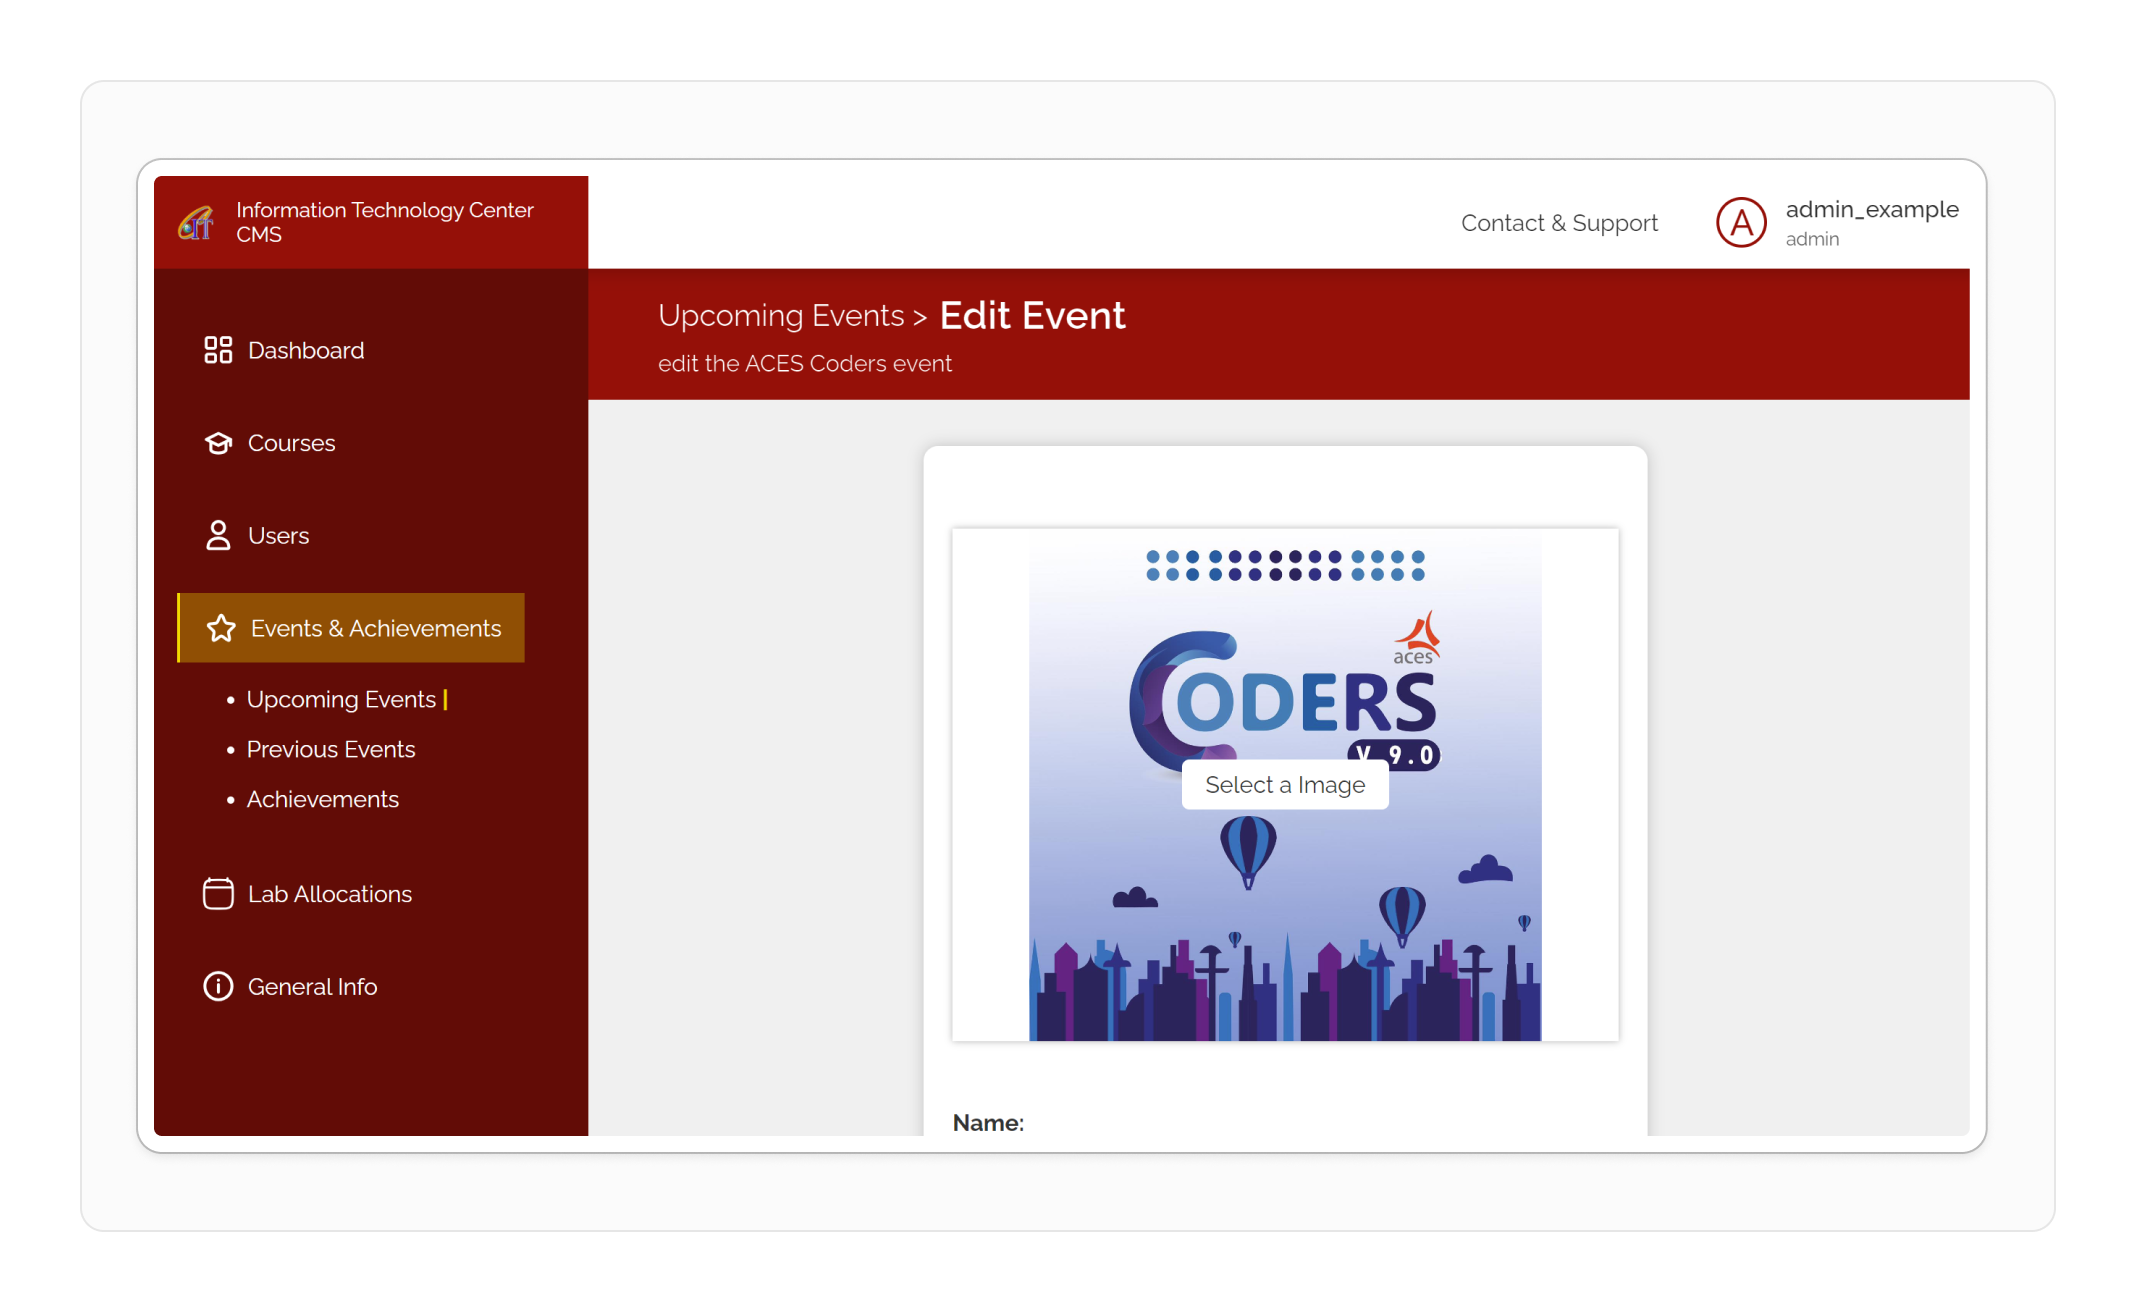 Information Technology Center
CMS
Contact & Support
A
admin_example
admin
Dashboard
Courses
Users
Events & Achievements
Upcoming Events
Previous Events
Achievements
Lab Allocations
General Info
Upcoming Events > Edit Event
edit the ACES Coders event
aces
CODERS
V 9.0
Select a Image
Name: